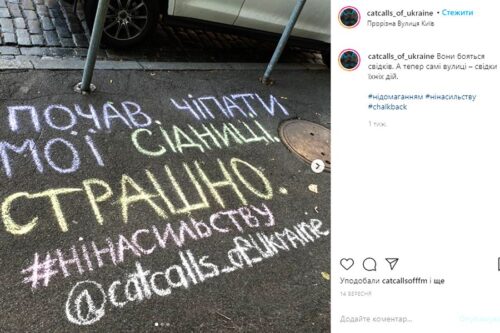 ПОЧАВ ЧІПАТИ
МОЇ СІДНИЦІ.
СТРАШНО.
#НІНАСИЛЬСТВУ
@catcalls_of_ukraine
catcalls_of_ukraine • Стежити
Прорізна Вулиця Київ
catcalls_of_ukraine Вони бояться
свідків. А тепер самі вулиці – свідки
їхніх дій.
#нідомаганням #нінасильству
#chalkback
1 тиж.
Уподобали catcallsofffm і ще
14 ВЕРЕСНЯ
Додайте коментар...